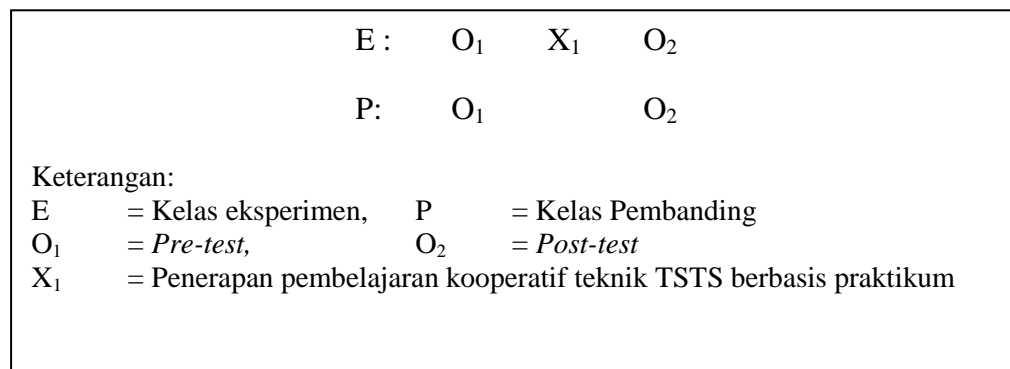 E : O₁ X₁ O₂
P: O₁ O₂
Keterangan:
E = Kelas eksperimen, P = Kelas Pembanding
O₁ = Pre-test, O₂ = Post-test
X₁ = Penerapan pembelajaran kooperatif teknik TSTS berbasis praktikum